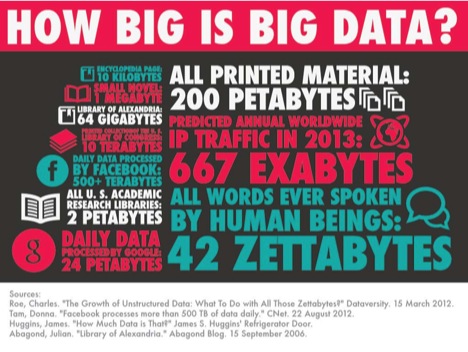 HOW BIG IS BIG DATA?
ENCYCLOPEDIA PAGE:
10 KILOBYTES
SMALL NOVEL:
1 MEGABYTE
LIBRARY OF ALEXANDRIA:
64 GIGABYTES
PRINTED COLLECTION OF THE U. S.
LIBRARY OF CONGRESS:
10 TERABYTES
DAILY DATA PROCESSED
BY FACEBOOK:
500+ TERABYTES
ALL U. S. ACADEMIC
RESEARCH LIBRARIES:
2 PETABYTES
g
DAILY DATA
PROCESSED BY GOOGLE:
24 PETABYTES
ALL PRINTED MATERIAL:
200 PETABYTES
PREDICTED ANNUAL WORLDWIDE
IP TRAFFIC IN 2013:
667 EXABYTES
ALL WORDS EVER SPOKEN
BY HUMAN BEINGS:
42 ZETTABYTES
Sources:
Roe, Charles. "The Growth of Unstructured Data: What To Do with All Those Zettabytes?" Dataversity. 15 March 2012.
Tam, Donna. "Facebook processes more than 500 TB of data daily." CNet. 22 August 2012.
Huggins, James. "How Much Data is That?" James S. Huggins' Refrigerator Door.
Abagond, Julian. "Library of Alexandria." Abagond Blog. 15 September 2006.